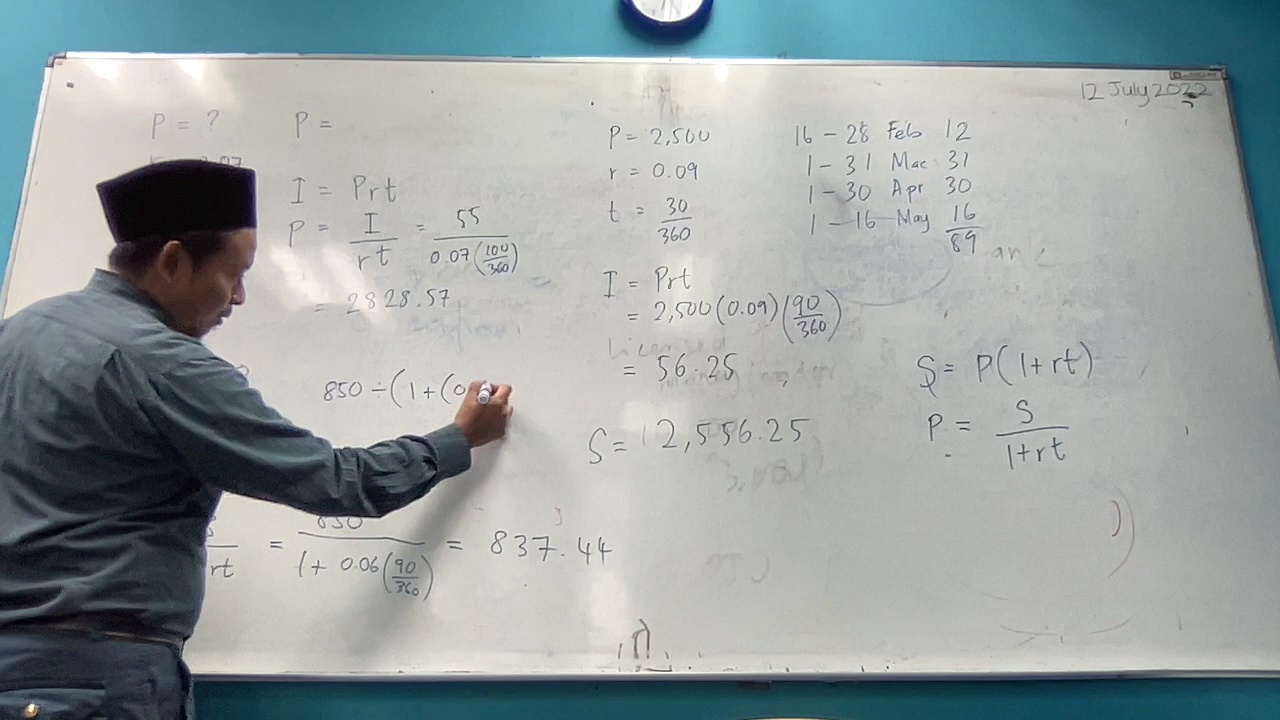 12 July 2022
P = ?
P =
I = Prt
P = I/rt = 55/0.07(100/360)
= 2828.57
850 ÷ (1 + (0
rt = 850/1 + 0.06(90/360) = 837.44
P = 2,500
r = 0.09
t = 30/360
I = Prt
= 2,500(0.09)(90/360)
= 56.25
S = 2,556.25
16 - 28 Feb 12
1 - 31 Mac 31
1 - 30 Apr 30
1 - 16 May 16
89
S = P(1 + rt)
P = S/1+rt